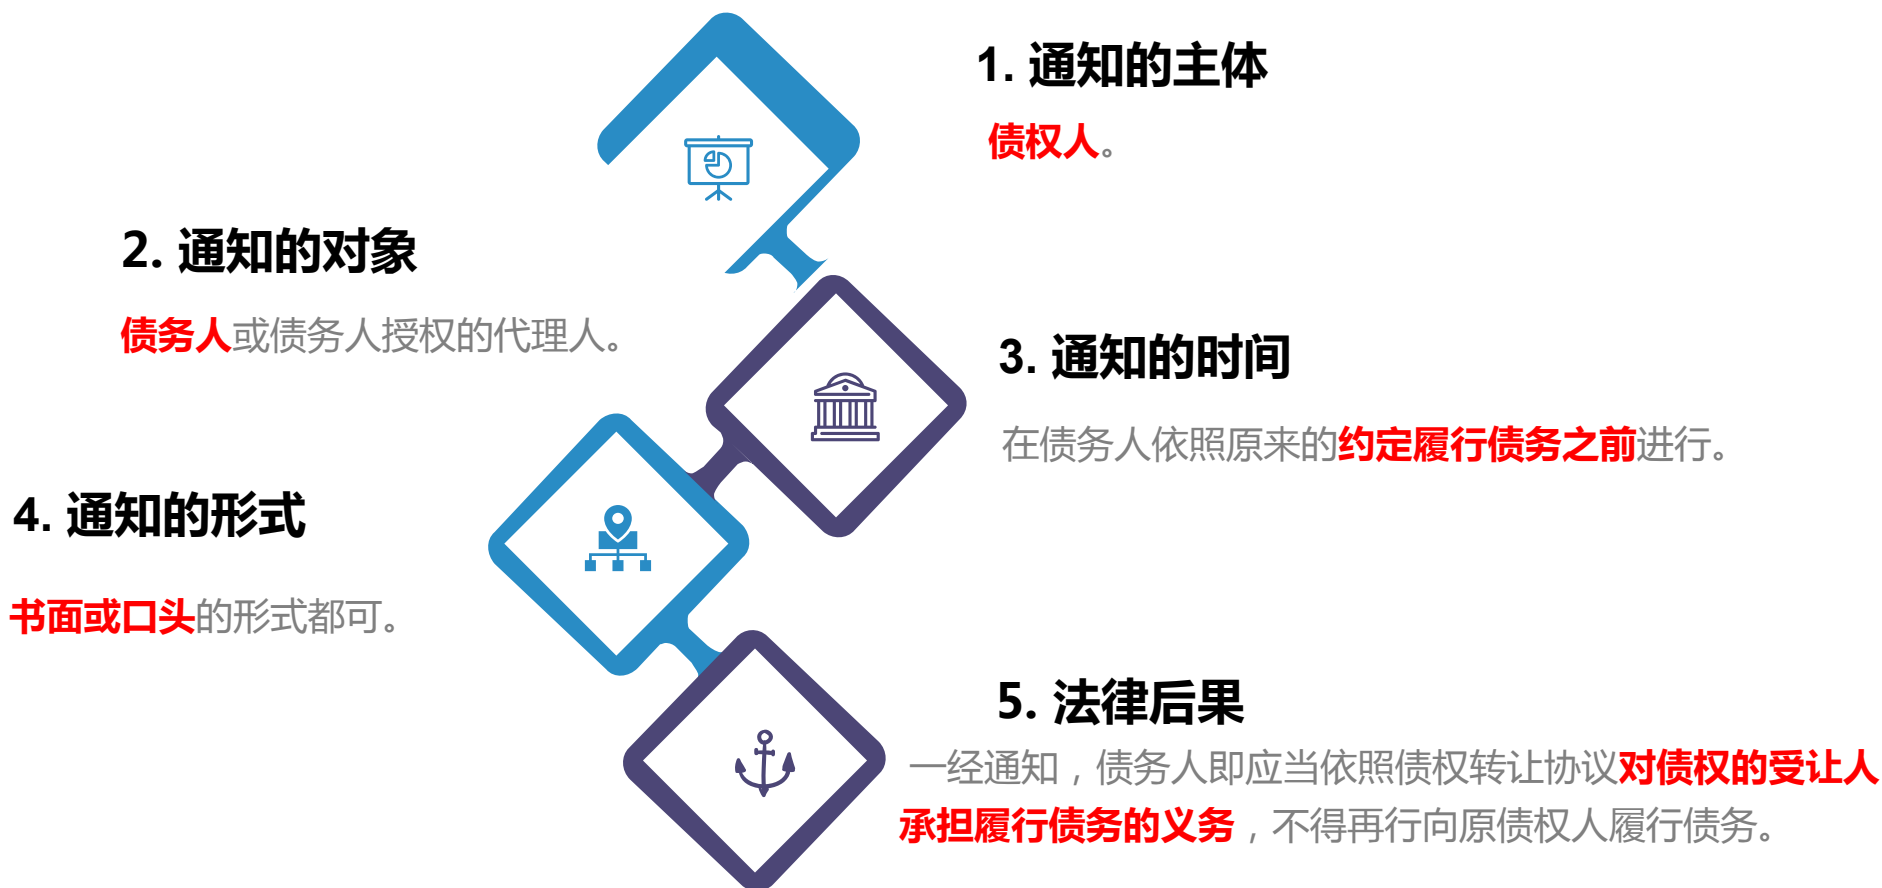 1. 通知的主体
债权人。
2. 通知的对象
债务人或债务人授权的代理人。
3. 通知的时间
在债务人依照原来的约定履行债务之前进行。
4. 通知的形式
书面或口头的形式都可。
5. 法律后果
一经通知，债务人即应当依照债权转让协议对债权的受让人
承担履行债务的义务，不得再行向原债权人履行债务。